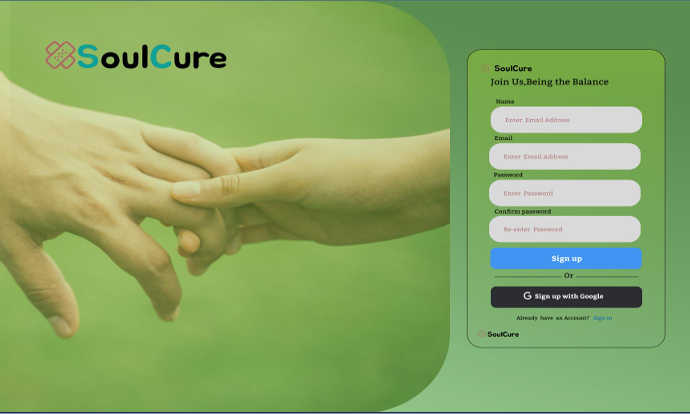 SoulCure
SoulCure
Join Us,Being the Balance
Name
Enter Email Address
Email
Enter Email Address
Password
Enter Password
Confirm password
Re-enter Password
Sign up
Or
Sign up with Google
Already have an Account? Sign in
SoulCure